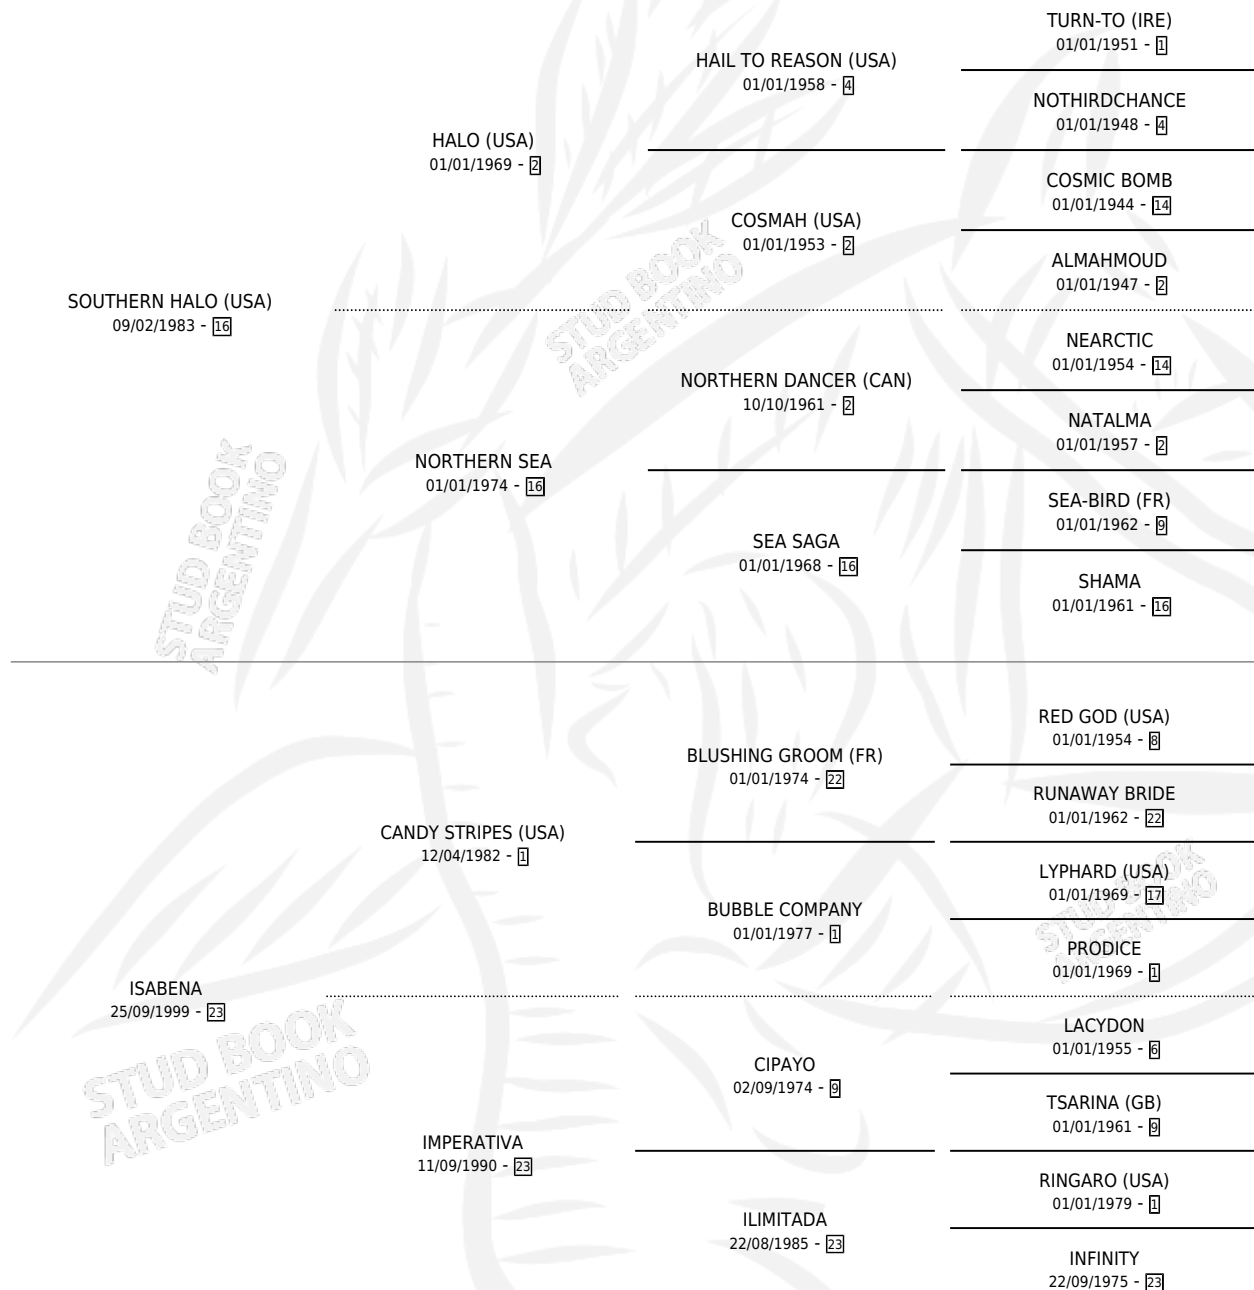 TURN-TO (IRE)
01/01/1951 - 1
HAIL TO REASON (USA)
01/01/1958 - 4
NOTHIRDCHANCE
01/01/1948 - 4
HALO (USA)
01/01/1969 - 2
COSMIC BOMB
01/01/1944 - 14
COSMAH (USA)
01/01/1953 - 2
ALMAHMOUD
01/01/1947 - 2
SOUTHERN HALO (USA)
09/02/1983 - 16
NEARCTIC
01/01/1954 - 14
NORTHERN DANCER (CAN)
10/10/1961 - 2
NATALMA
01/01/1957 - 2
NORTHERN SEA
01/01/1974 - 16
SEA-BIRD (FR)
01/01/1962 - 9
SEA SAGA
01/01/1968 - 16
SHAMA
01/01/1961 - 16
RED GOD (USA)
01/01/1954 - 8
BLUSHING GROOM (FR)
01/01/1974 - 22
RUNAWAY BRIDE
01/01/1962 - 22
CANDY STRIPES (USA)
12/04/1982 - 1
LYPHARD (USA)
01/01/1969 - 17
BUBBLE COMPANY
01/01/1977 - 1
PRODICE
01/01/1969 - 1
ISABENA
25/09/1999 - 23
LACYDON
01/01/1955 - 6
CIPAYO
02/09/1974 - 9
TSARINA (GB)
01/01/1961 - 9
IMPERATIVA
11/09/1990 - 23
RINGARO (USA)
01/01/1979 - 1
ILIMITADA
22/08/1985 - 23
INFINITY
22/09/1975 - 23
STUD BOOK
ARGENTINO
STUD BOOK
ARGENTINO
STUD BOOK
ARGENTINO
STUD BOOK
ARGENTINO